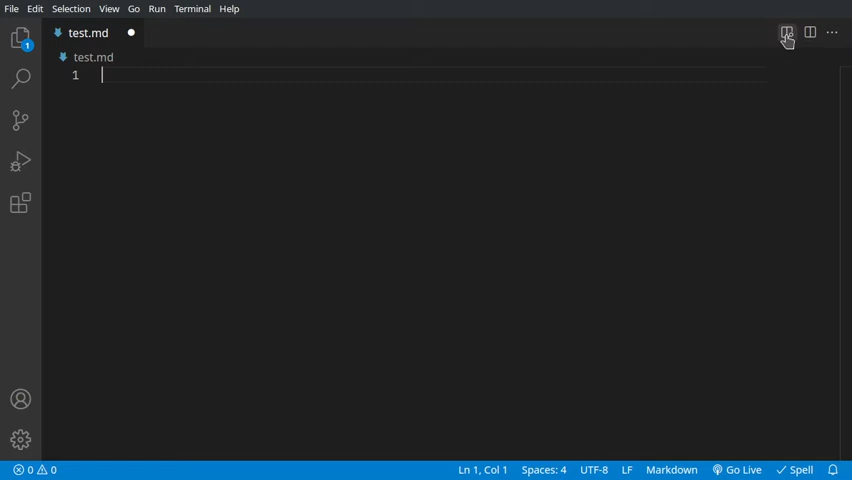 File Edit Selection View Go Run Terminal Help
test.md
test.md
1
1
0 0 Ln 1, Col 1 Spaces: 4 UTF-8 LF Markdown Go Live Spell